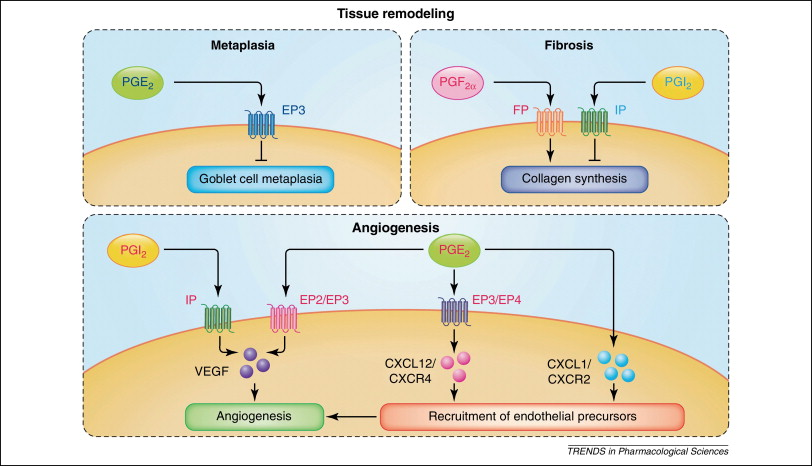 Tissue remodeling
Metaplasia
PGE2
EP3
Goblet cell metaplasia
Fibrosis
PGF2α
PGI2
FP
IP
Collagen synthesis
Angiogenesis
PGI2
PGE2
IP
EP2/EP3
EP3/EP4
VEGF
CXCL12/
CXCR4
CXCL1/
CXCR2
Angiogenesis
Recruitment of endothelial precursors
TRENDS in Pharmacological Sciences